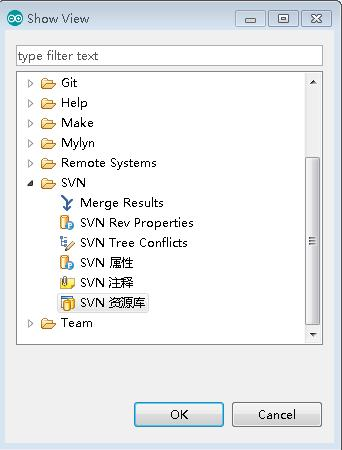 Show View
type filter text
Git
Help
Make
Mylyn
Remote Systems
SVN
Merge Results
SVN Rev Properties
SVN Tree Conflicts
SVN 属性
SVN 注释
SVN 资源库
Team
OK
Cancel